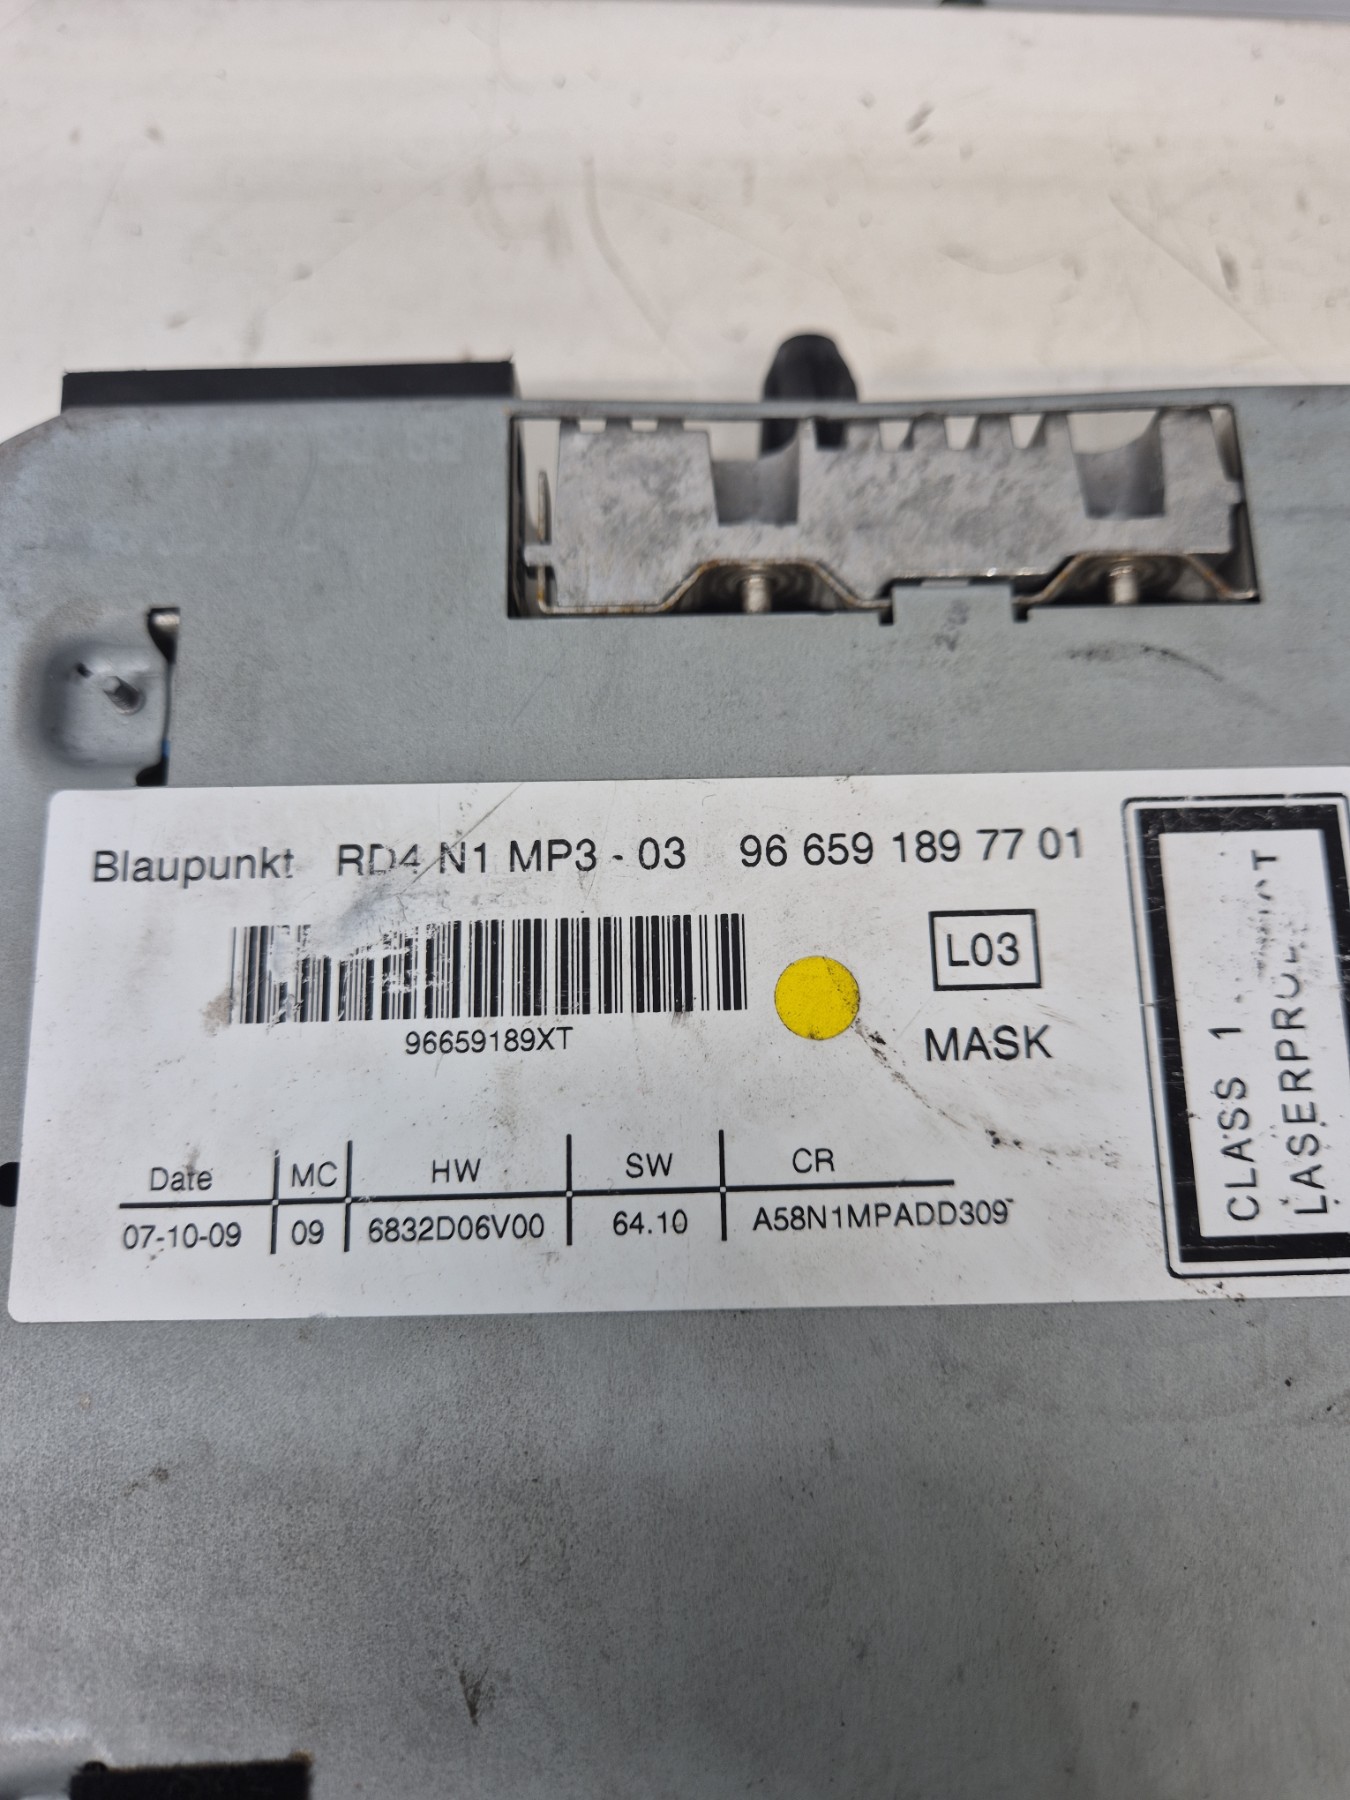 Blaupunkt RD4 N1 MP3 - 03 96 659 189 77 01
L03
96659189XT
MASK
Date MC HW SW CR
07-10-09 09 6832D06V00 64.10 A58N1MPADD309
CLASS 1